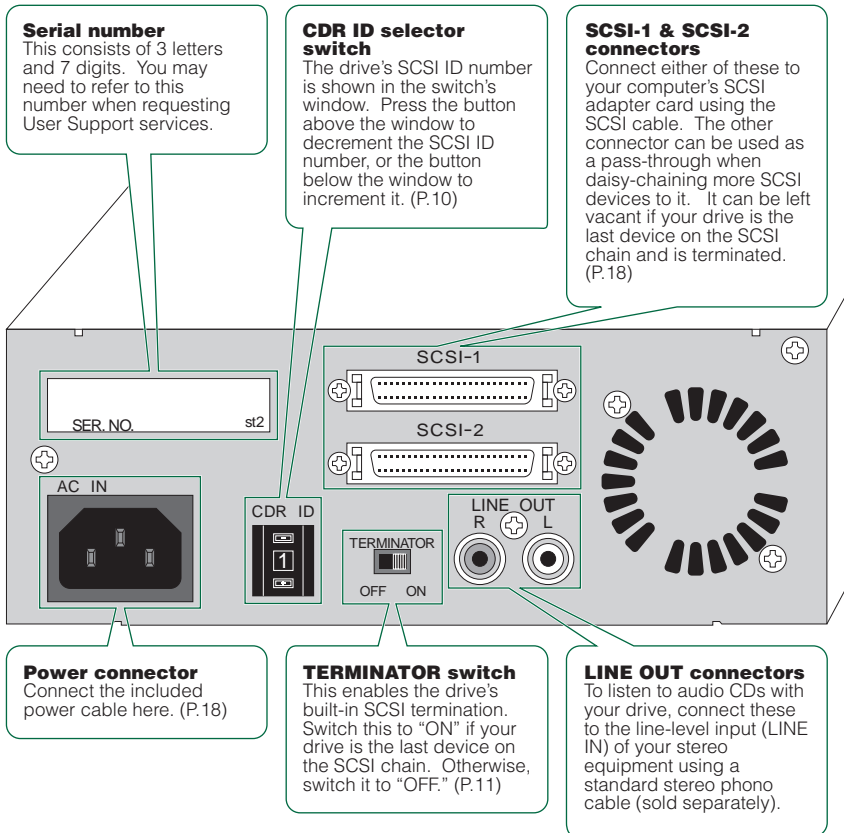 Serial number
This consists of 3 letters
and 7 digits.  You may
need to refer to this
number when requesting
User Support services.
CDR ID selector
switch
The drive's SCSI ID number
is shown in the switch's
window.  Press the button
above the window to
decrement the SCSI ID
number, or the button
below the window to
increment it. (P.10)
SCSI-1 & SCSI-2
connectors
Connect either of these to
your computer's SCSI
adapter card using the
SCSI cable.  The other
connector can be used as
a pass-through when
daisy-chaining more SCSI
devices to it.  It can be left
vacant if your drive is the
last device on the SCSI
chain and is terminated.
(P.18)
SCSI-1
SER. NO. st2
SCSI-2
AC IN
CDR ID
-
1
+
TERMINATOR
OFF ON
LINE OUT
R L
Power connector
Connect the included
power cable here. (P.18)
TERMINATOR switch
This enables the drive's
built-in SCSI termination.
Switch this to “ON” if your
drive is the last device on
the SCSI chain.  Otherwise,
switch it to “OFF.” (P.11)
LINE OUT connectors
To listen to audio CDs with
your drive, connect these
to the line-level input (LINE
IN) of your stereo
equipment using a
standard stereo phono
cable (sold separately).